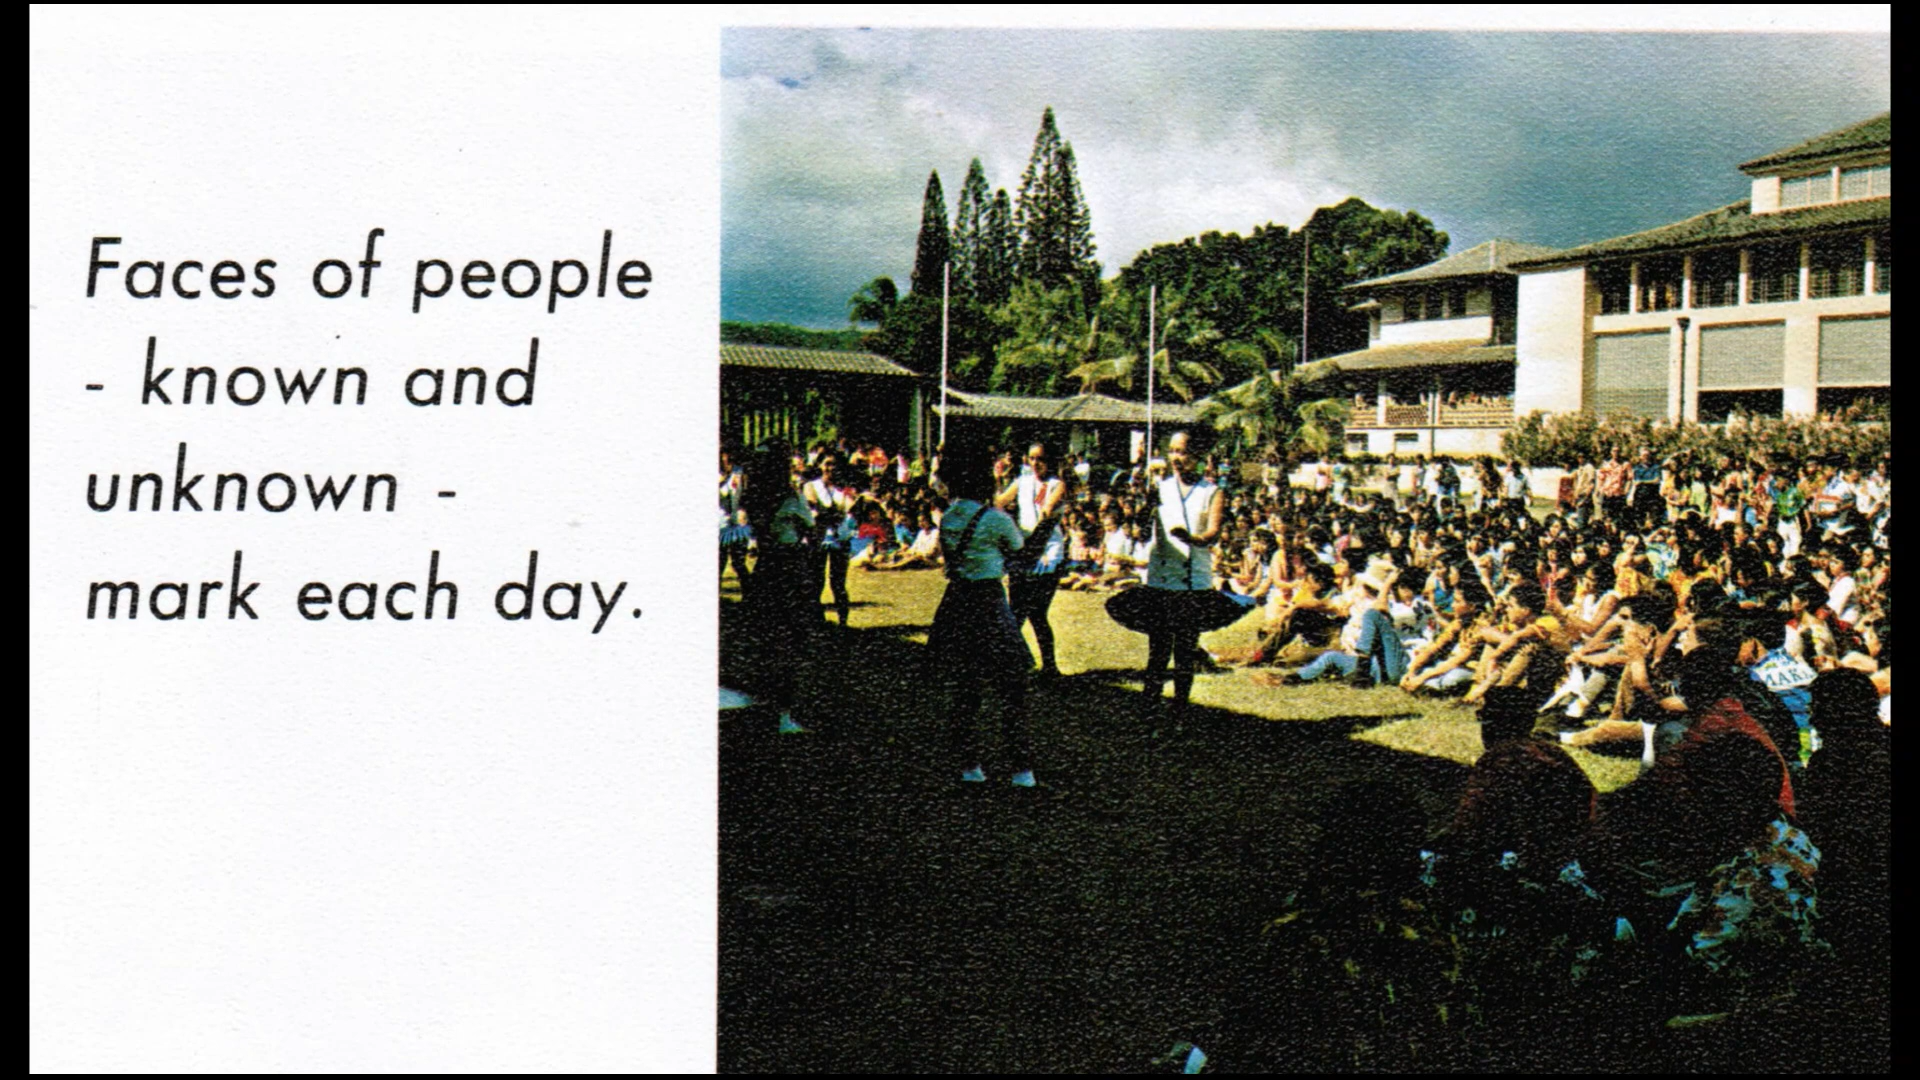 Faces of people
- known and
unknown -
mark each day.